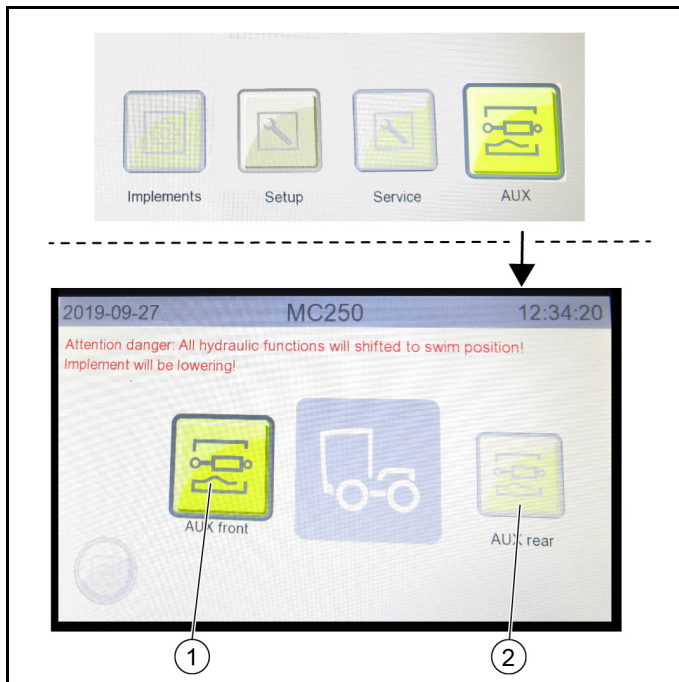 Implements Setup Service AUX
2019-09-27 MC250 12:34:20
Attention danger: All hydraulic functions will shifted to swim position!
Implement will be lowering!
AUX front
AUX rear
1 2